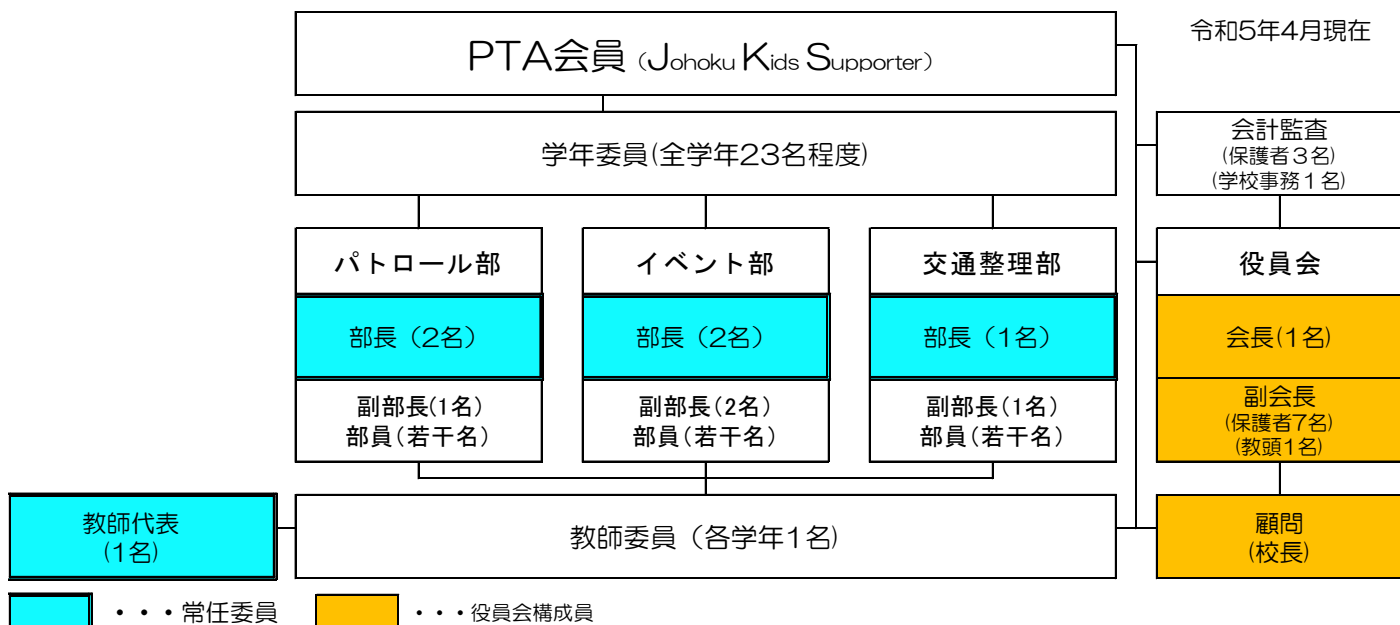 令和5年4月現在
PTA会員（Johoku Kids Supporter）
学年委員(全学年23名程度)
会計監査
(保護者３名)
(学校事務１名)
パトロール部
イベント部
交通整理部
役員会
部長（2名）
部長（2名）
部長（1名）
会長(1名)
副部長(1名)
部員(若干名)
副部長(2名)
部員(若干名)
副部長(1名)
部員(若干名)
副会長
(保護者7名)
(教頭1名)
教師代表
(1名)
教師委員（各学年1名)
顧問
(校長)
・・・常任委員
・・・役員会構成員